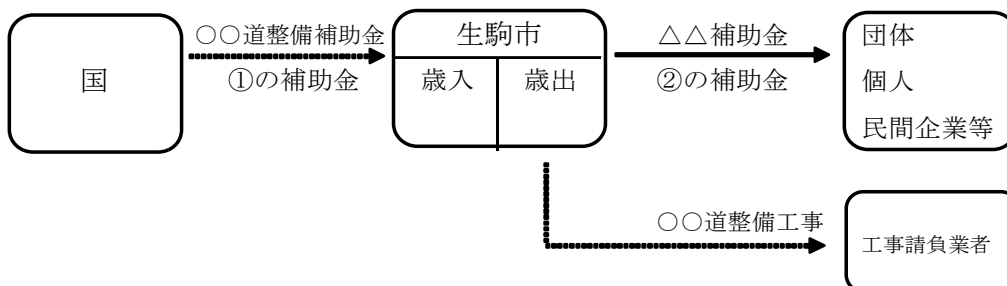 国
○○道整備補助金
①の補助金
生駒市
歳入
歳出
△△補助金
②の補助金
団体
個人
民間企業等
○○道整備工事
工事請負業者